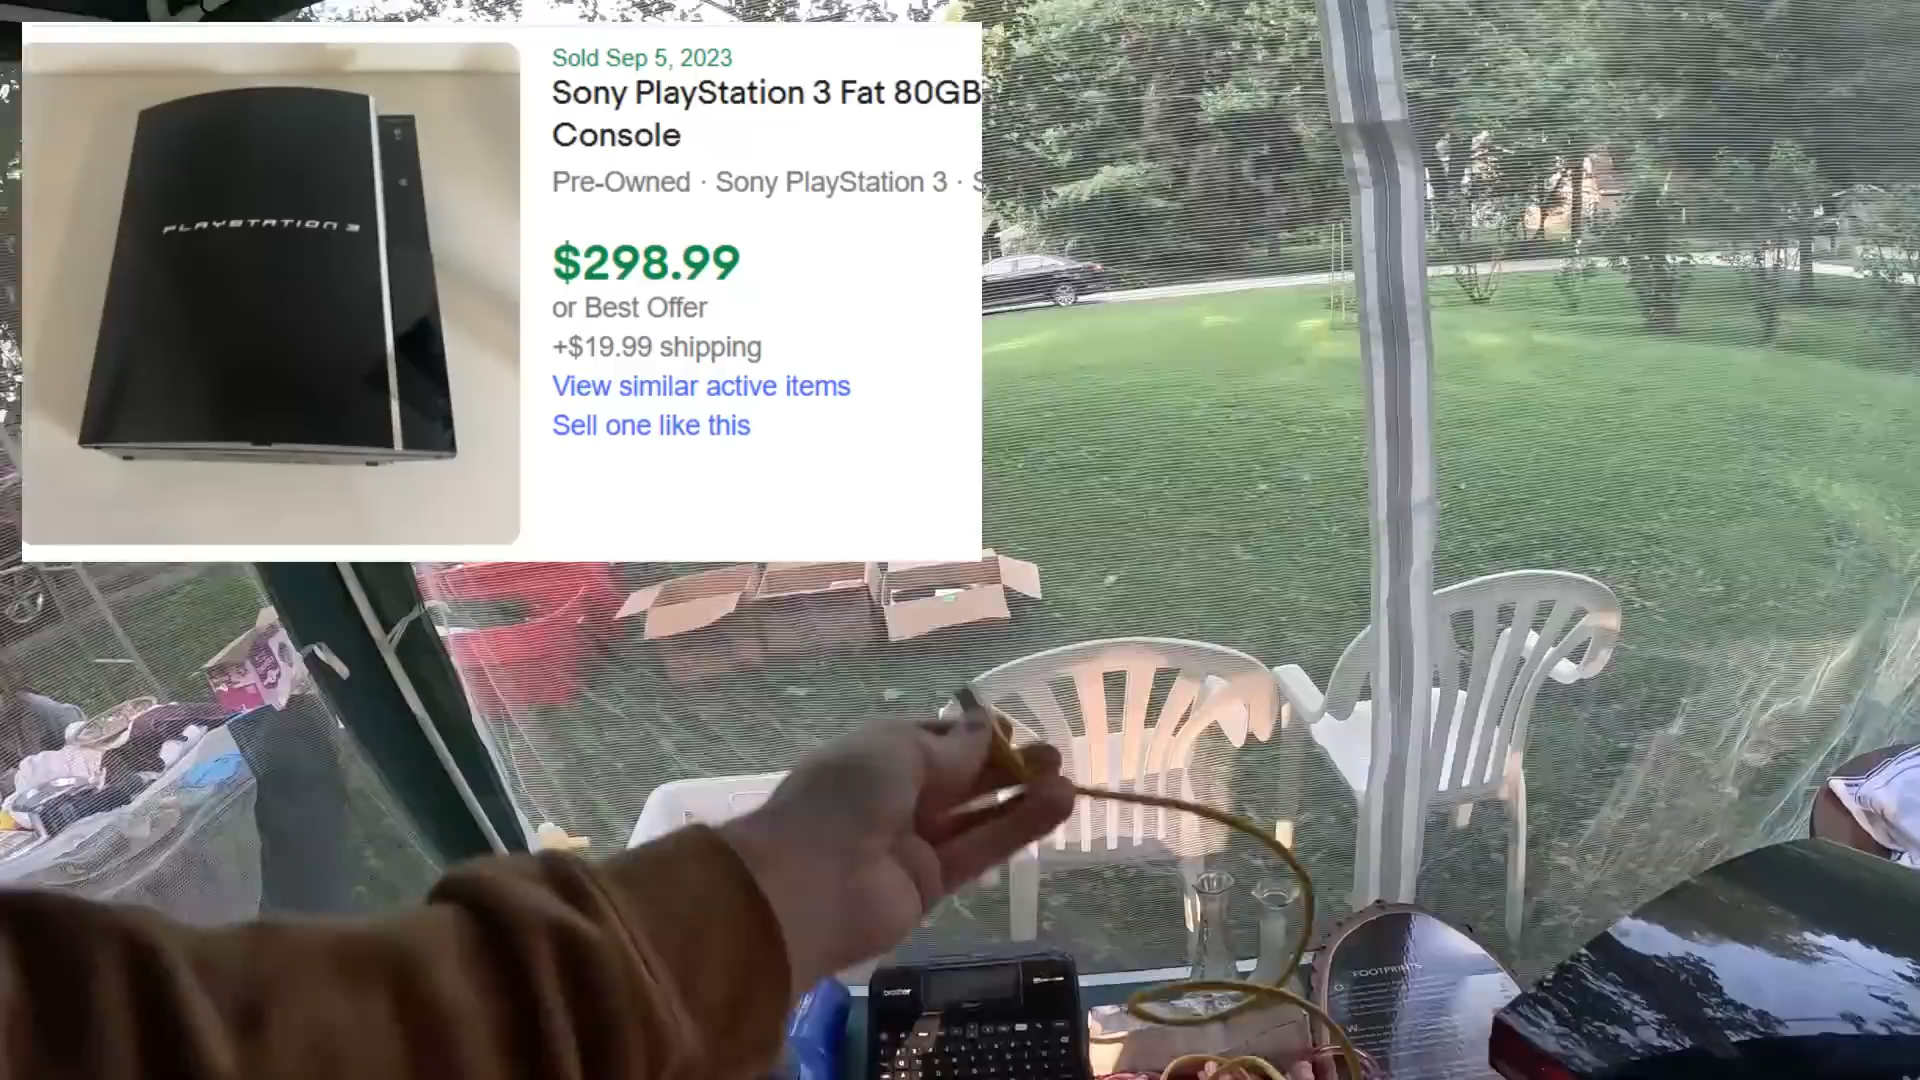 Sold Sep 5, 2023
Sony PlayStation 3 Fat 80GB
Console
Pre-Owned · Sony PlayStation 3 · S
$298.99
or Best Offer
+$19.99 shipping
View similar active items
Sell one like this
PLAYSTATION 3
brother
FOOTPRINTS